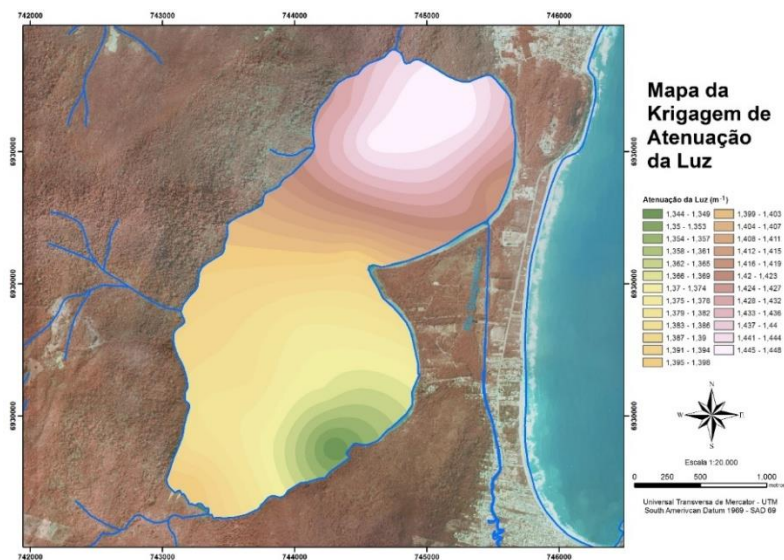 742000 743000 744000 745000 746000
6930000 6930000
6930000 6930000
6930000 6930000
742000 743000 744000 745000 746000
Mapa da
Krigagem de
Atenuação
da Luz
Atenuação da Luz (m-1)
1,344 - 1,349
1,35 - 1,353
1,354 - 1,357
1,358 - 1,361
1,362 - 1,365
1,366 - 1,369
1,37 - 1,374
1,375 - 1,378
1,379 - 1,382
1,383 - 1,386
1,387 - 1,39
1,391 - 1,394
1,395 - 1,398
1,399 - 1,403
1,404 - 1,407
1,408 - 1,411
1,412 - 1,415
1,416 - 1,419
1,42 - 1,423
1,424 - 1,427
1,428 - 1,432
1,433 - 1,436
1,437 - 1,44
1,441 - 1,444
1,445 - 1,448
N
W E
S
Escala 1:20.000
0 250 500 1.000
metros
Universal Transversa de Mercator - UTM
South Amerivcan Datum 1969 - SAD 69